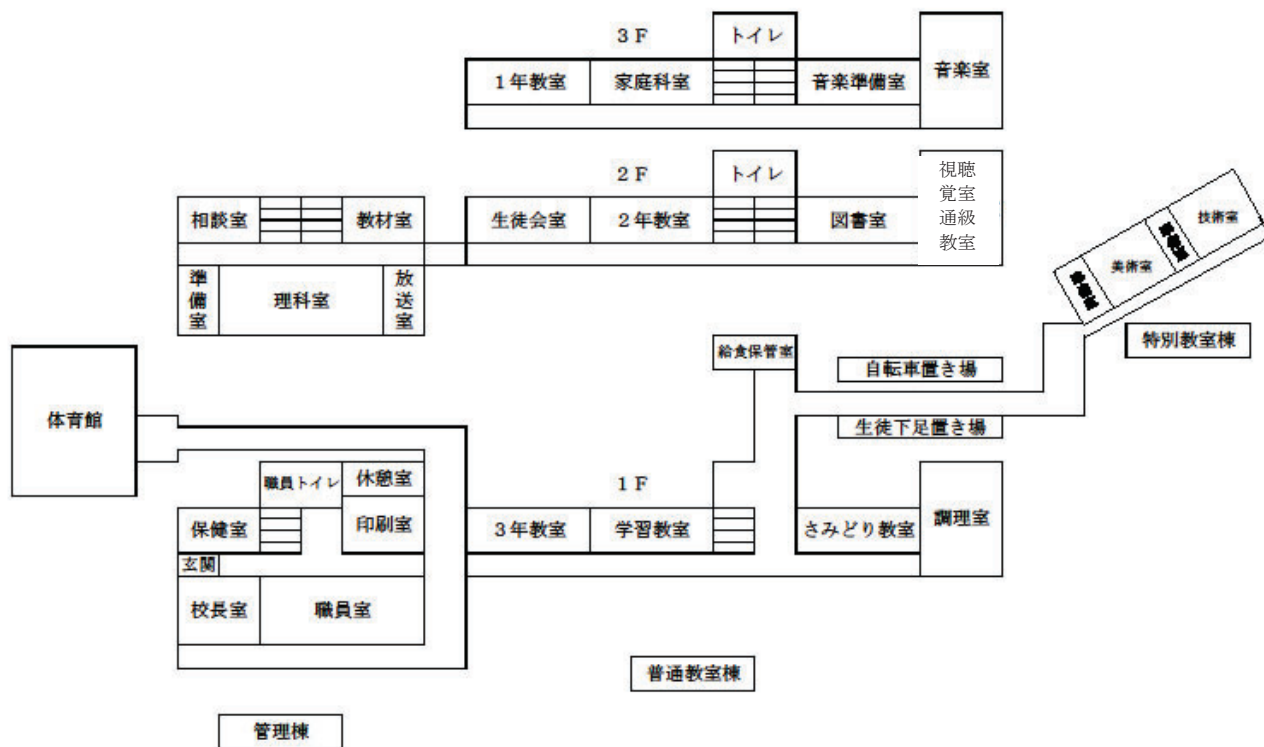 3F
トイレ
1年教室
家庭科室
音楽準備室
音楽室
2F
トイレ
相談室
教材室
生徒会室
2年教室
図書室
視聴
覚室
通級
教室
準備室
理科室
放送室
技術室
美術室
特別教室棟
給食保管室
自転車置き場
生徒下足置き場
体育館
職員トイレ
休憩室
1F
保健室
印刷室
3年教室
学習教室
さみどり教室
調理室
玄関
校長室
職員室
普通教室棟
管理棟